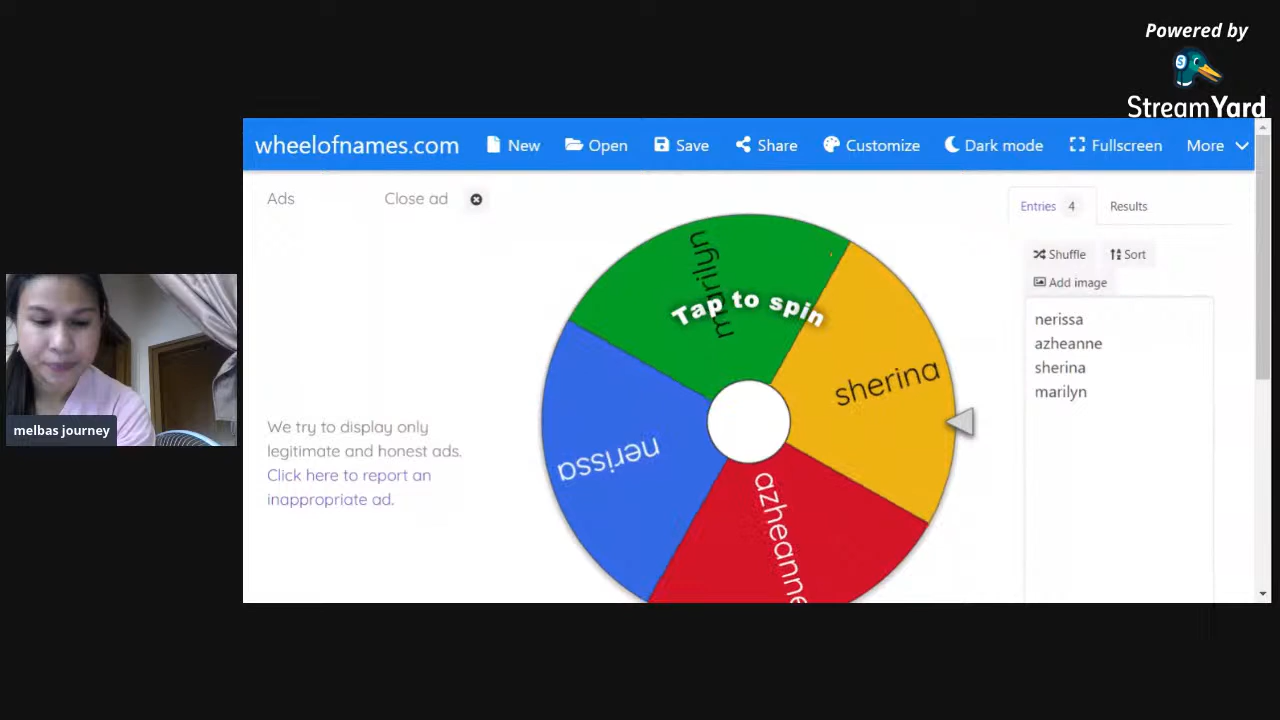 Powered by
StreamYard
wheelofnames.com New Open Save Share Customize Dark mode Fullscreen More
Ads Close ad
Entries 4 Results
Shuffle Sort
Add image
nerissa
azheanne
sherina
marilyn
marilyn
Tap to spin
sherina
nerissa
azheanne
We try to display only
legitimate and honest ads.
Click here to report an
inappropriate ad.
melbas journey